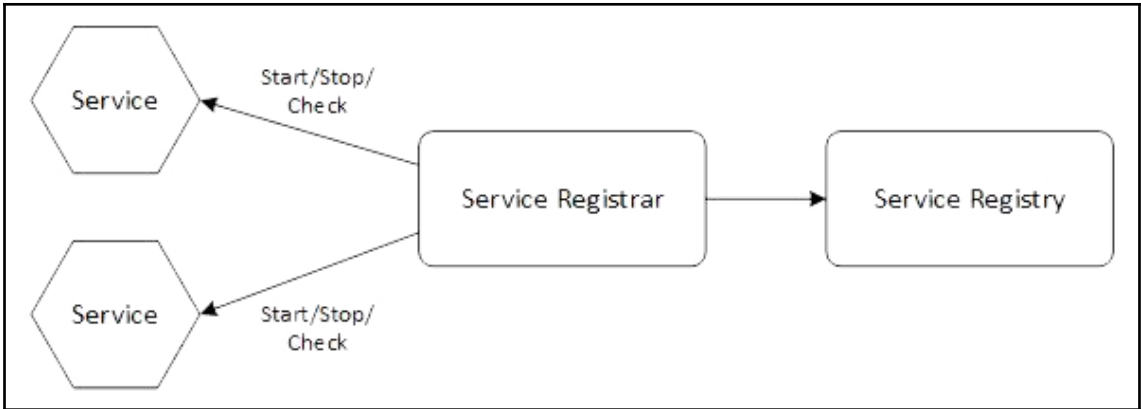 Service
Start/Stop/
Check
Service Registrar
Service Registry
Service
Start/Stop/
Check